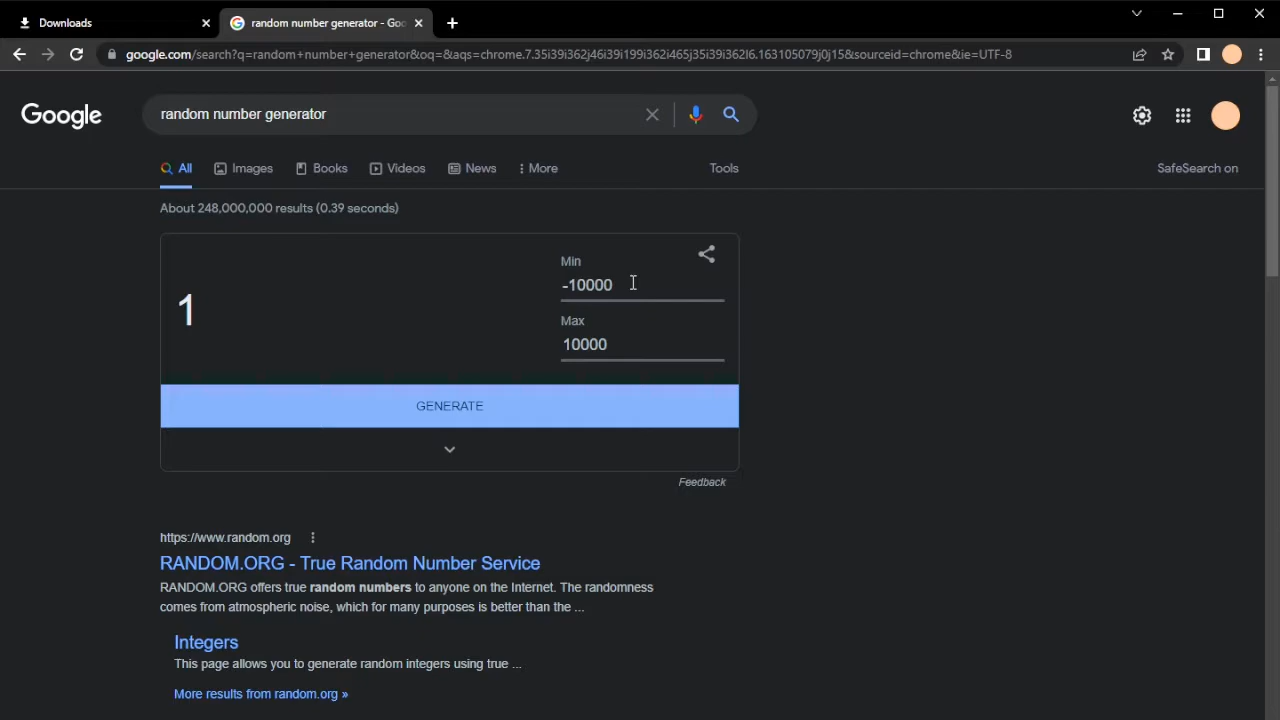 Downloads
random number generator - Goo
google.com/search?q=random+number+generator&oq=&aqs=chrome.7.35i39i362j46i39i199i362i465j35i39i362l6.163105079j0j15&sourceid=chrome&ie=UTF-8
Google
random number generator
All Images Books Videos News More Tools SafeSearch on
About 248,000,000 results (0.39 seconds)
Min
-10000
1
Max
10000
GENERATE
Feedback
https://www.random.org
RANDOM.ORG - True Random Number Service
RANDOM.ORG offers true random numbers to anyone on the Internet. The randomness
comes from atmospheric noise, which for many purposes is better than the ...
Integers
This page allows you to generate random integers using true ...
More results from random.org »